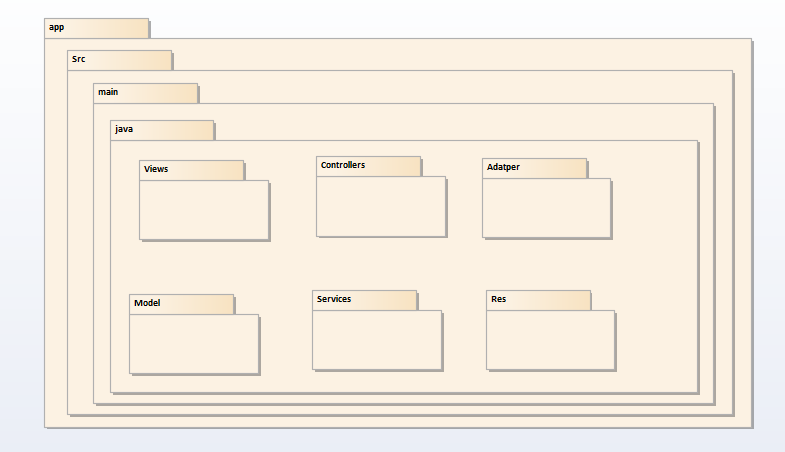 app
Src
main
java
Views
Controllers
Adatper
Model
Services
Res